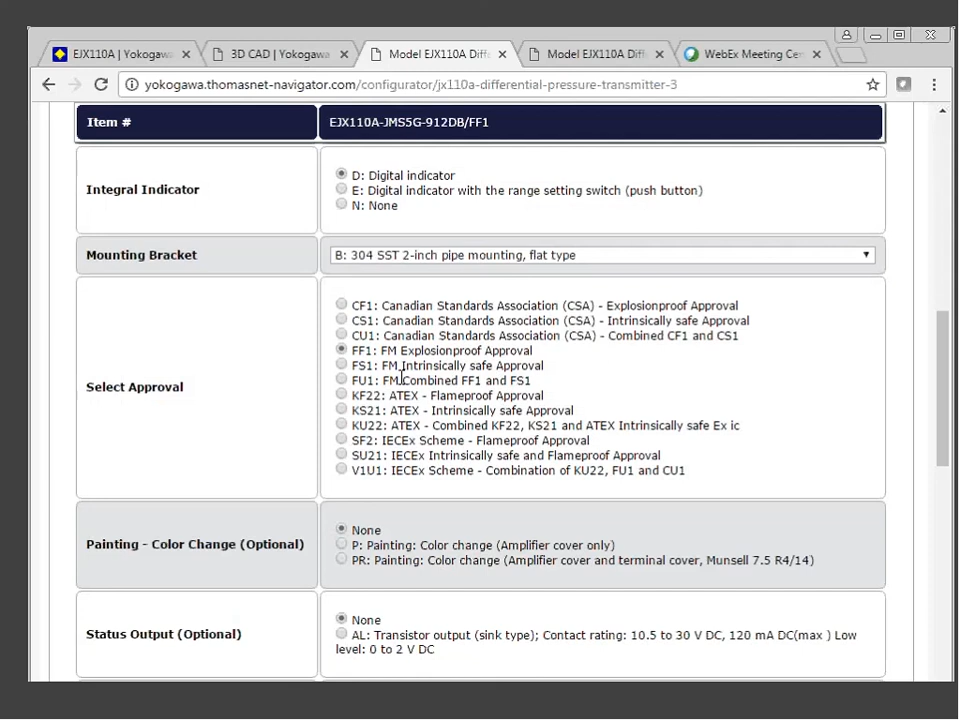 EJX110A | Yokogaw
3D CAD | Yokogaw
Model EJX110A Diff
Model EJX110A Diff
WebEx Meeting Cen
yokogawa.thomasnet-navigator.com/configurator/jx110a-differential-pressure-transmitter-3
Item #
EJX110A-JMS5G-912DB/FF1
Integral Indicator
D: Digital indicator
E: Digital indicator with the range setting switch (push button)
N: None
Mounting Bracket
B: 304 SST 2-inch pipe mounting, flat type
Select Approval
CF1: Canadian Standards Association (CSA) - Explosionproof Approval
CS1: Canadian Standards Association (CSA) - Intrinsically safe Approval
CU1: Canadian Standards Association (CSA) - Combined CF1 and CS1
FF1: FM Explosionproof Approval
FS1: FM Intrinsically safe Approval
FU1: FM Combined FF1 and FS1
KF22: ATEX - Flameproof Approval
KS21: ATEX - Intrinsically safe Approval
KU22: ATEX - Combined KF22, KS21 and ATEX Intrinsically safe Ex ic
SF2: IECEx Scheme - Flameproof Approval
SU21: IECEx Intrinsically safe and Flameproof Approval
V1U1: IECEx Scheme - Combination of KU22, FU1 and CU1
Painting - Color Change (Optional)
None
P: Painting: Color change (Amplifier cover only)
PR: Painting: Color change (Amplifier cover and terminal cover, Munsell 7.5 R4/14)
Status Output (Optional)
None
AL: Transistor output (sink type); Contact rating: 10.5 to 30 V DC, 120 mA DC(max ) Low
level: 0 to 2 V DC